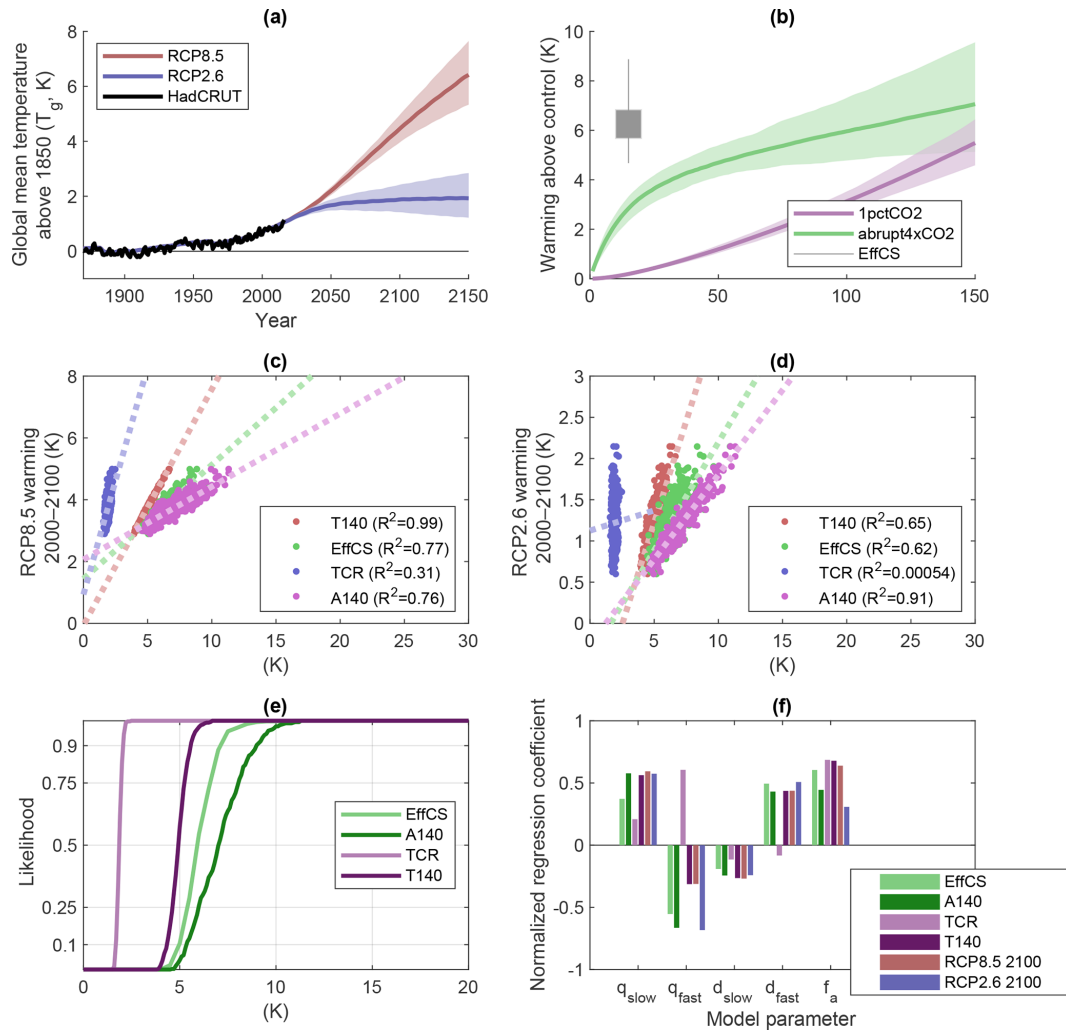 (a)
8
6
4
2
0
Global mean temperature
above 1850 (T_g, K)
RCP8.5
RCP2.6
HadCRUT
1900
1950
2000
2050
2100
2150
Year
(b)
10
8
6
4
2
0
Warming above control (K)
1pctCO2
abrupt4xCO2
EffCS
0
50
100
150
(c)
8
6
5
4
3
2
0
RCP8.5 warming
2000–2100 (K)
T140 (R²=0.99)
EffCS (R²=0.77)
TCR (R²=0.31)
A140 (R²=0.76)
0
5
10
15
20
25
30
(K)
(d)
3
2.5
2
1.5
1
0.5
0
RCP2.6 warming
2000–2100 (K)
T140 (R²=0.65)
EffCS (R²=0.62)
TCR (R²=0.00054)
A140 (R²=0.91)
0
5
10
15
20
25
30
(K)
(e)
0.9
0.75
0.5
0.25
0.1
Likelihood
EffCS
A140
TCR
T140
0
5
10
15
20
(K)
(f)
1
0.5
0
-0.5
-1
Normalized regression coefficient
EffCS
A140
TCR
T140
RCP8.5 2100
RCP2.6 2100
q_slow
q_fast
d_slow
d_fast
f_a
Model parameter